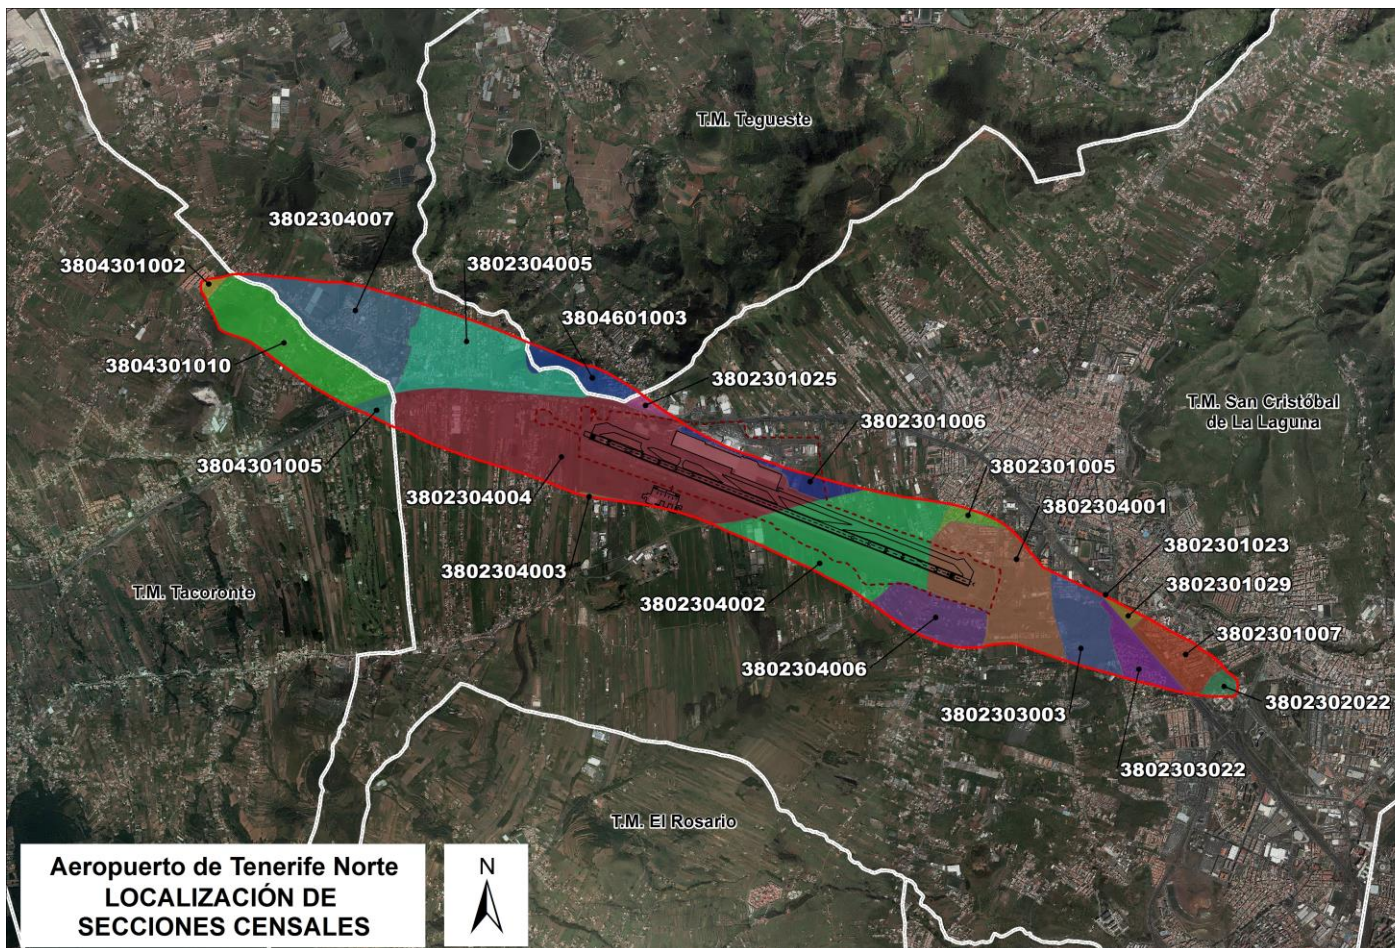 T.M. Tegueste
3802304007
3804301002
3802304005
3804601003
3804301010
3802301025
T.M. San Cristóbal
de La Laguna
3802301006
3804301005
3802301005
3802304004
3802304001
3802301023
3802304003
3802301029
T.M. Tacoronte
3802304002
3802301007
3802304006
3802302022
3802303003
3802303022
T.M. El Rosario
Aeropuerto de Tenerife Norte
LOCALIZACIÓN DE
SECCIONES CENSALES
N